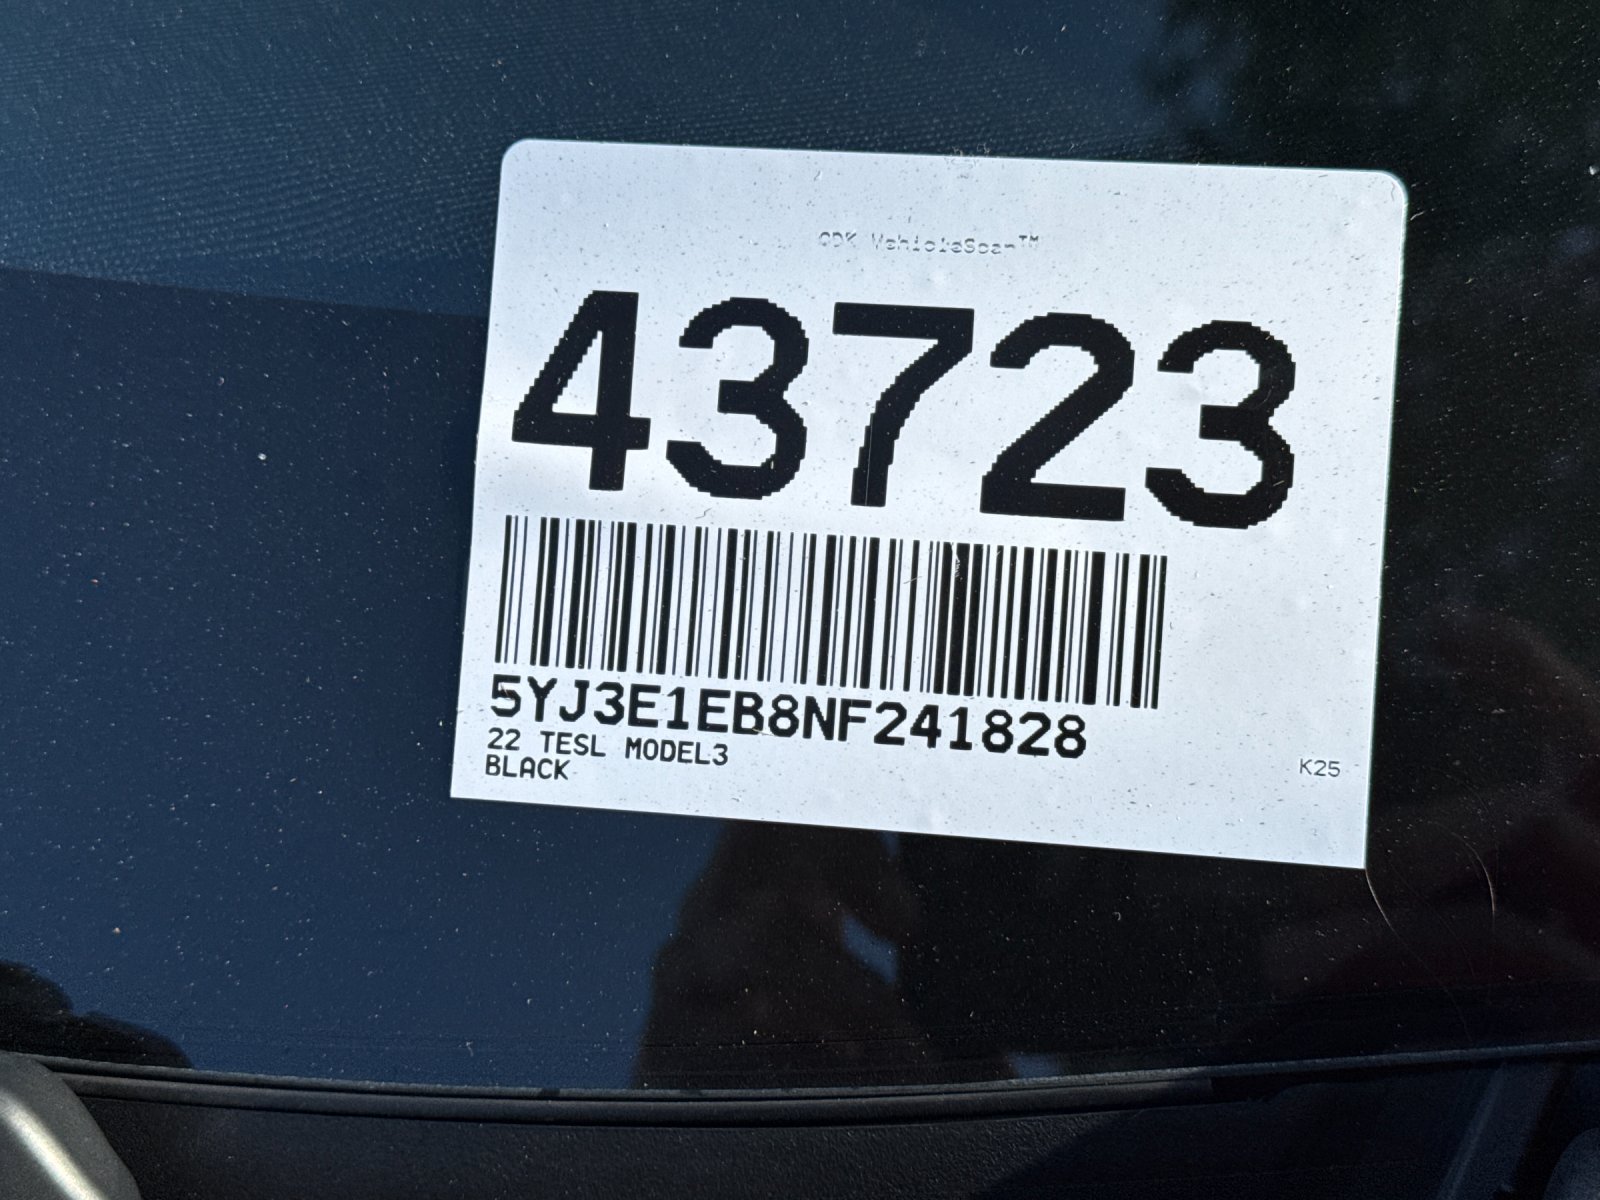 CDK VehicleScan™
43723
5YJ3E1EB8NF241828
22 TESL MODEL3
BLACK
K25